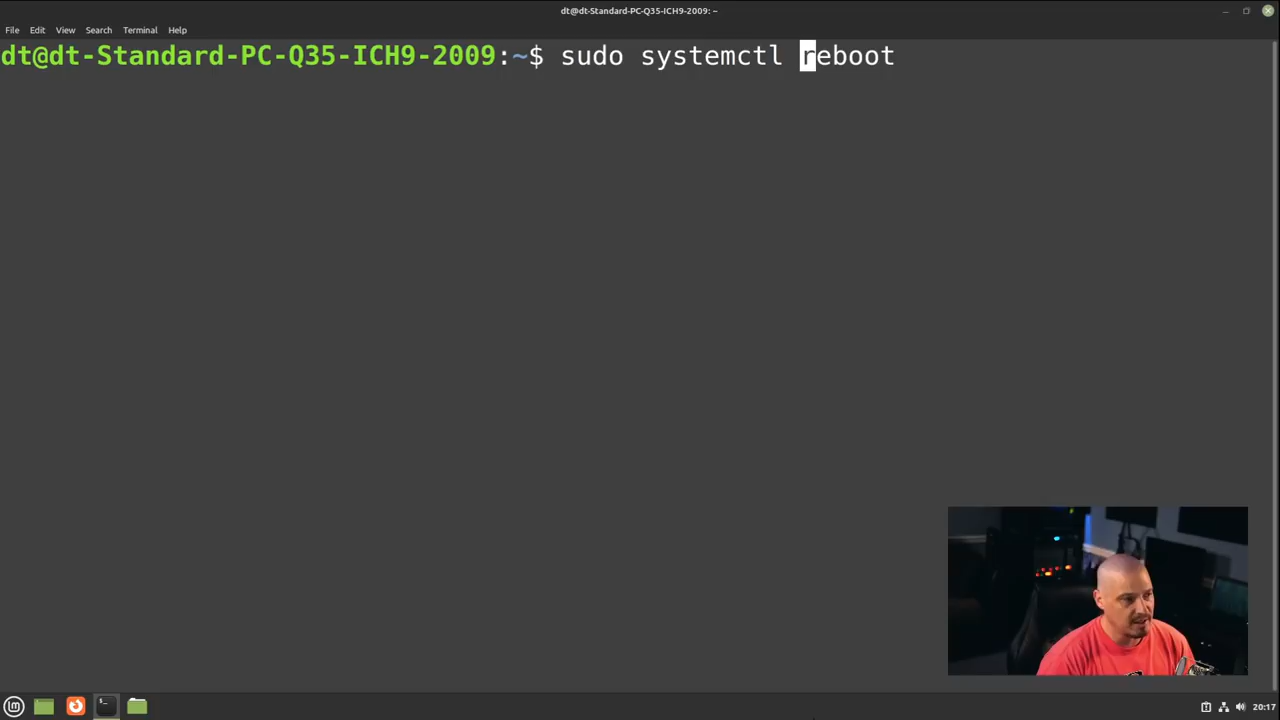 dt@dt-Standard-PC-Q35-ICH9-2009: ~
File Edit View Search Terminal Help
dt@dt-Standard-PC-Q35-ICH9-2009:~$ sudo systemctl reboot
20:17